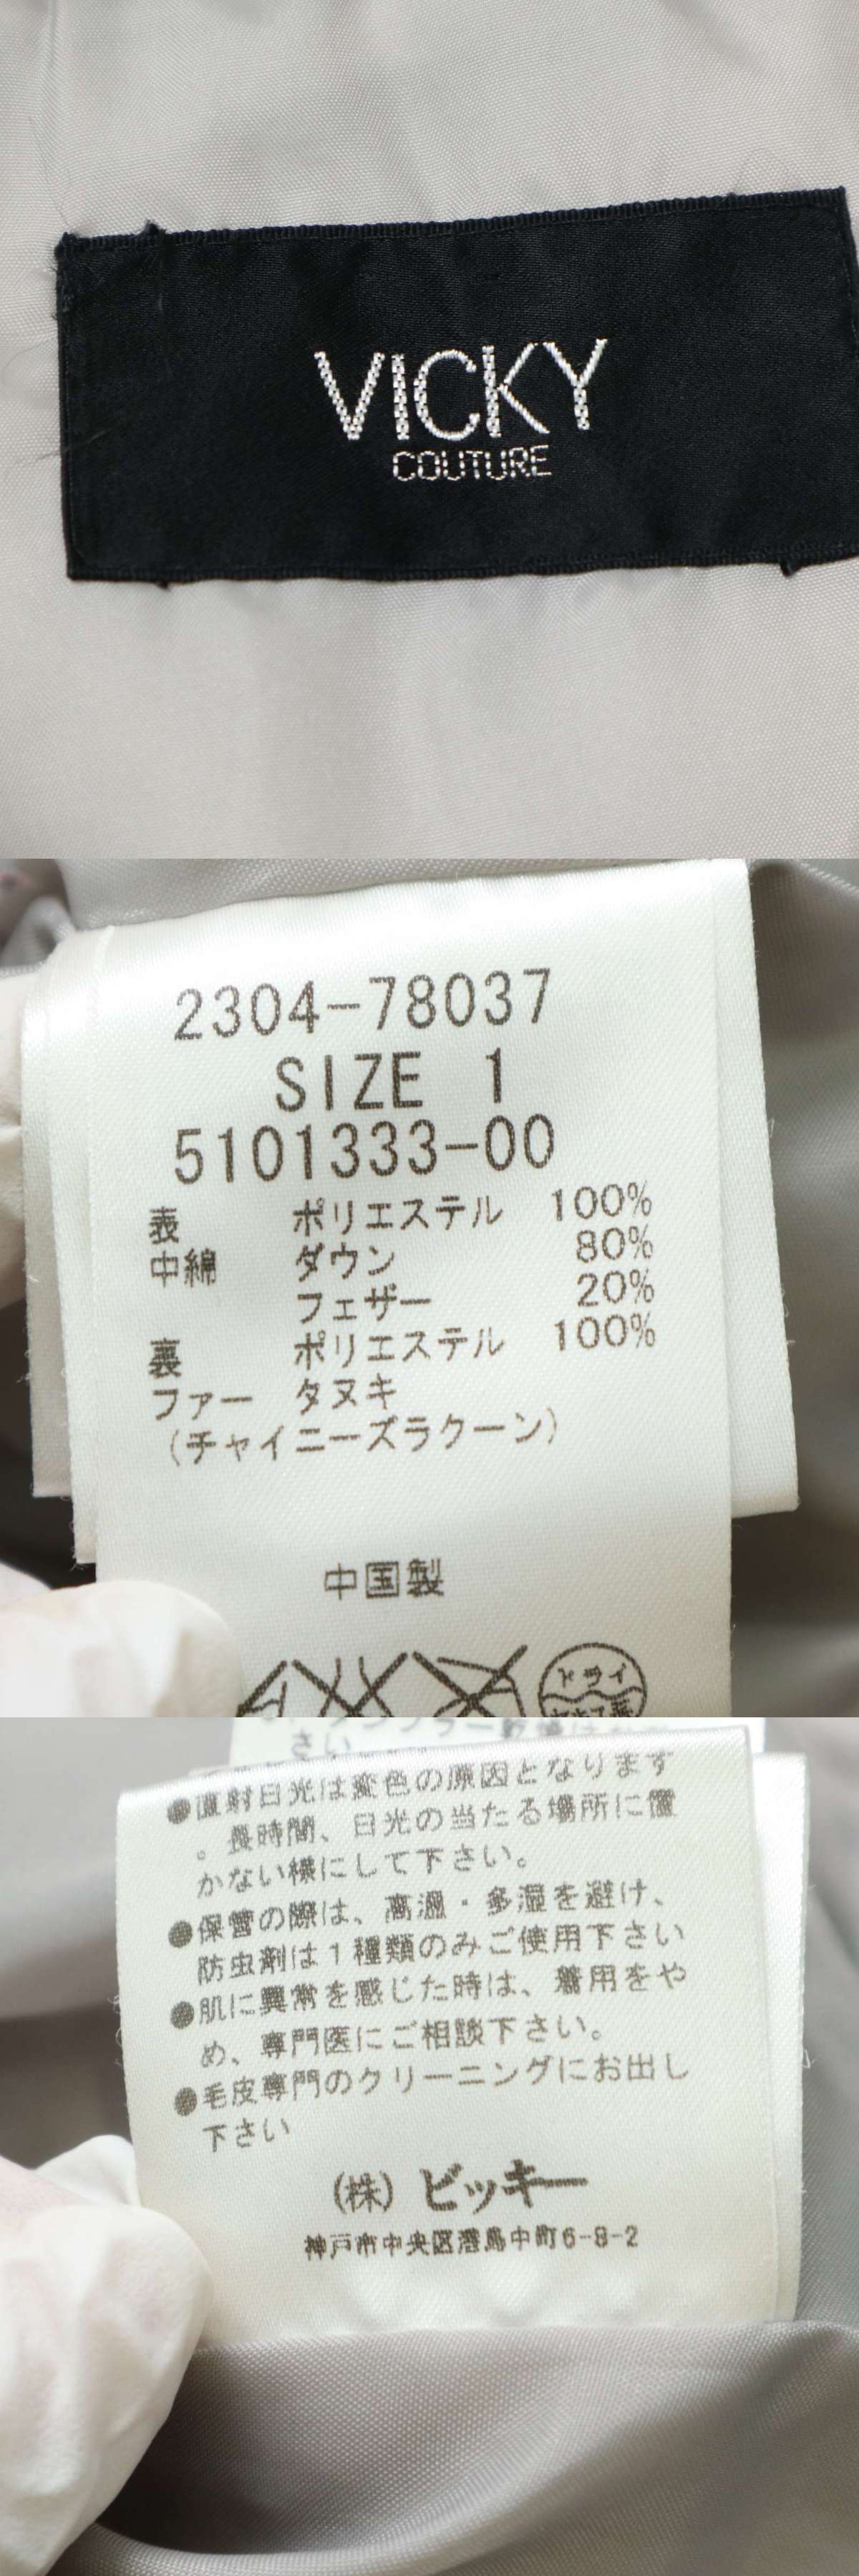 VICKY
COUTURE
2304-78037
SIZE 1
5101333-00
表 ポリエステル 100%
中綿 ダウン 80%
フェザー 20%
裏 ポリエステル 100%
ファー タヌキ
(チャイニーズラクーン)
中国製
ドライ
さい
●直射日光は変色の原因となります
。長時間、日光の当たる場所に置
かない様にして下さい。
●保管の際は、高温・多湿を避け、
防虫剤は1種類のみご使用下さい
●肌に異常を感じた時は、着用をや
め、専門医にご相談下さい。
●毛皮専門のクリーニングにお出し
下さい
(株)ビッキー
神戸市中央区港島中町6-8-2